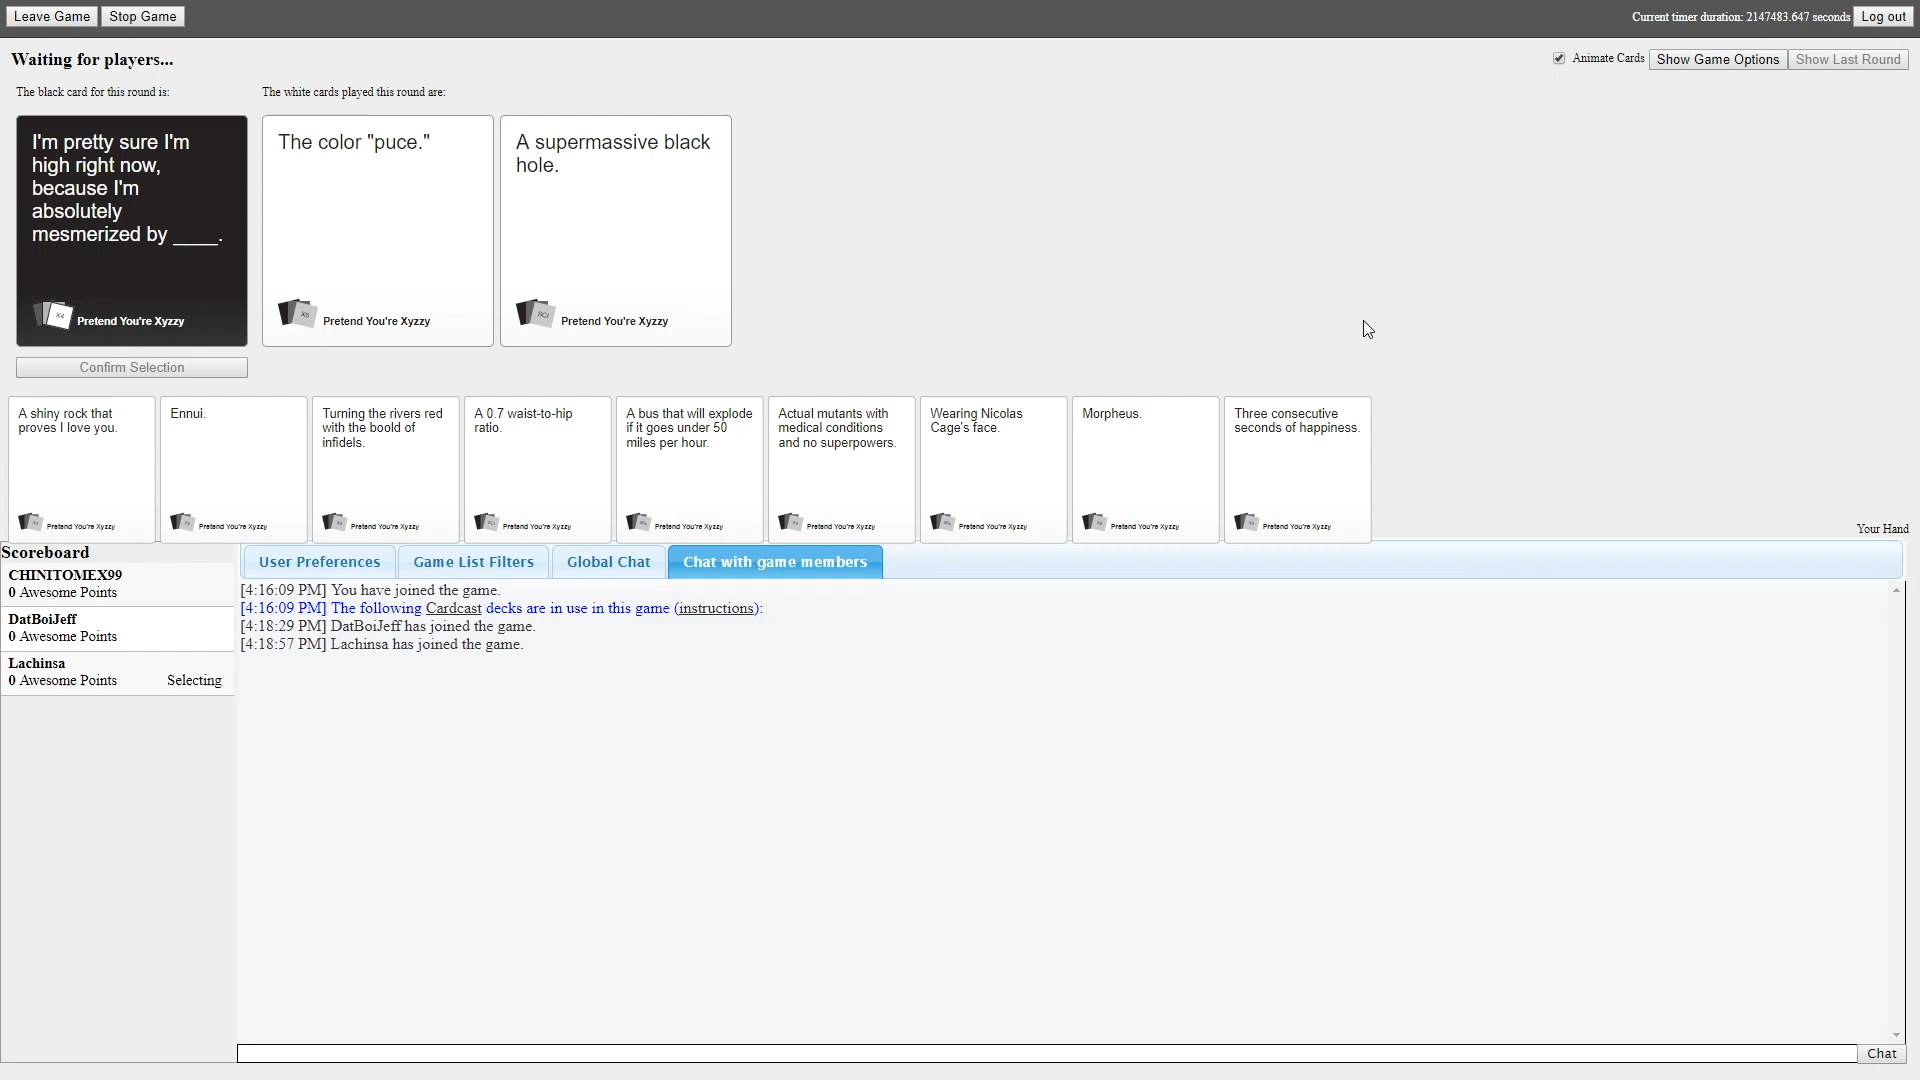 Leave Game Stop Game
Current timer duration: 2147483.647 seconds Log out
Waiting for players...
Animate Cards Show Game Options Show Last Round
The black card for this round is:
The white cards played this round are:
I'm pretty sure I'm
high right now,
because I'm
absolutely
mesmerized by ____.
X4 Pretend You're Xyzzy
The color "puce."
X6 Pretend You're Xyzzy
A supermassive black
hole.
SCI Pretend You're Xyzzy
Confirm Selection
A shiny rock that
proves I love you.
Pretend You're Xyzzy
Ennui.
Pretend You're Xyzzy
Turning the rivers red
with the boold of
infidels.
Pretend You're Xyzzy
A 0.7 waist-to-hip
ratio.
Pretend You're Xyzzy
A bus that will explode
if it goes under 50
miles per hour.
Pretend You're Xyzzy
Actual mutants with
medical conditions
and no superpowers.
Pretend You're Xyzzy
Wearing Nicolas
Cage's face.
Pretend You're Xyzzy
Morpheus.
Pretend You're Xyzzy
Three consecutive
seconds of happiness.
Pretend You're Xyzzy
Your Hand
Scoreboard
CHINITOMEX99
0 Awesome Points
DatBoiJeff
0 Awesome Points
Lachinsa
0 Awesome Points Selecting
User Preferences Game List Filters Global Chat Chat with game members
[4:16:09 PM] You have joined the game.
[4:16:09 PM] The following Cardcast decks are in use in this game (instructions):
[4:18:29 PM] DatBoiJeff has joined the game.
[4:18:57 PM] Lachinsa has joined the game.
Chat